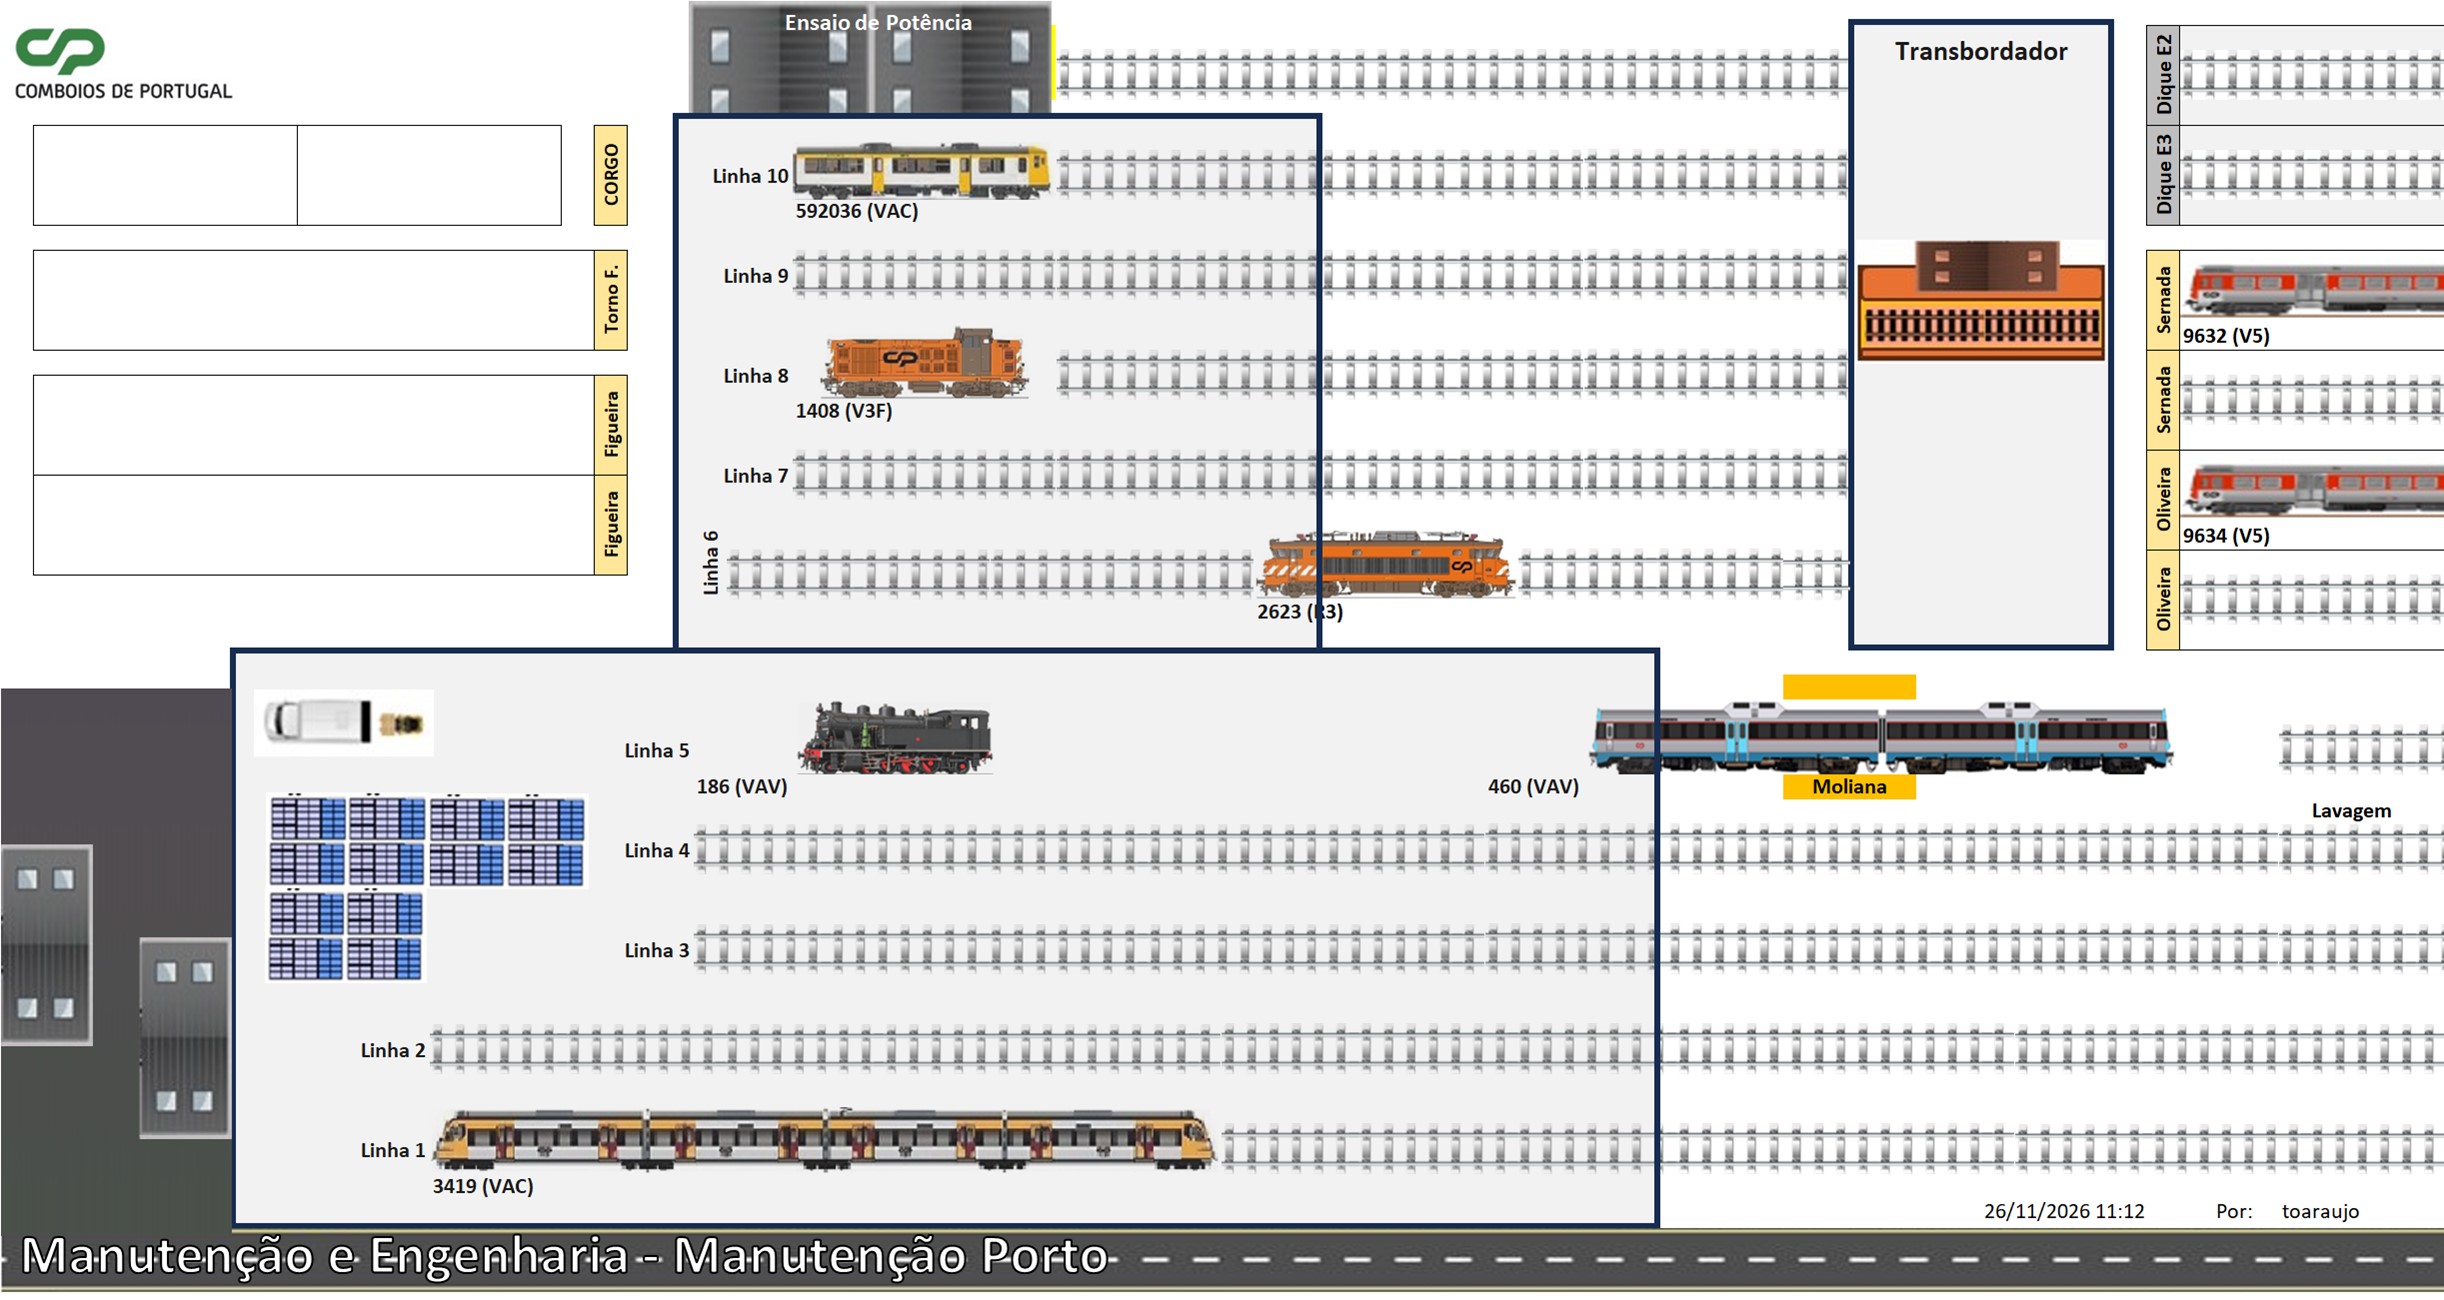 Ensaio de Potência
Transbordador
Dique E2
Dique E3
CP
COMBOIOS DE PORTUGAL
CORGO
Linha 10
592036 (VAC)
Torno F.
Linha 9
Sernada
9632 (V5)
Linha 8
CP
1408 (V3F)
Sernada
Figueira
Linha 7
Oliveira
9634 (V5)
Figueira
Linha 6
CP
2623 (R3)
Oliveira
Linha 5
186 (VAV)
460 (VAV)
Moliana
Lavagem
Linha 4
Linha 3
Linha 2
Linha 1
3419 (VAC)
26/11/2026 11:12 Por: toaraujo
Manutenção e Engenharia - Manutenção Porto